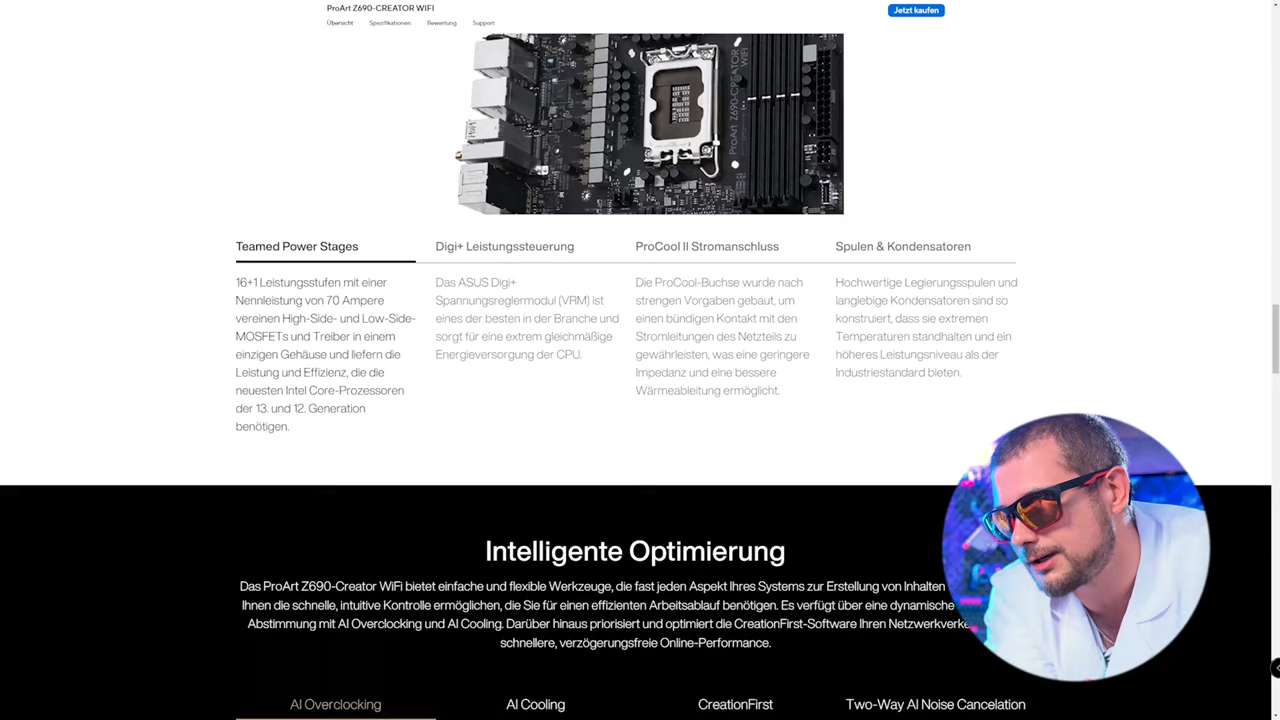 ProArt Z690-CREATOR WIFI
Jetzt kaufen
Übersicht
Spezifikationen
Bewertung
Support
ProArt Z690-CREATOR WiFi
Teamed Power Stages
16+1 Leistungsstufen mit einer
Nennleistung von 70 Ampere
vereinen High-Side- und Low-Side-
MOSFETs und Treiber in einem
einzigen Gehäuse und liefern die
Leistung und Effizienz, die die
neuesten Intel Core-Prozessoren
der 13. und 12. Generation
benötigen.
Digi+ Leistungssteuerung
Das ASUS Digi+
Spannungsreglermodul (VRM) ist
eines der besten in der Branche und
sorgt für eine extrem gleichmäßige
Energieversorgung der CPU.
ProCool II Stromanschluss
Die ProCool-Buchse wurde nach
strengen Vorgaben gebaut, um
einen bündigen Kontakt mit den
Stromleitungen des Netzteils zu
gewährleisten, was eine geringere
Impedanz und eine bessere
Wärmeableitung ermöglicht.
Spulen & Kondensatoren
Hochwertige Legierungsspulen und
langlebige Kondensatoren sind so
konstruiert, dass sie extremen
Temperaturen standhalten und ein
höheres Leistungsniveau als der
Industriestandard bieten.
Intelligente Optimierung
Das ProArt Z690-Creator WiFi bietet einfache und flexible Werkzeuge, die fast jeden Aspekt Ihres Systems zur Erstellung von Inhalten
Ihnen die schnelle, intuitive Kontrolle ermöglichen, die Sie für einen effizienten Arbeitsablauf benötigen. Es verfügt über eine dynamische
Abstimmung mit AI Overclocking und AI Cooling. Darüber hinaus priorisiert und optimiert die CreationFirst-Software Ihren
schnellere, verzögerungsfreie Online-Performance.
AI Overclocking
AI Cooling
CreationFirst
Two-Way AI Noise Cancelation